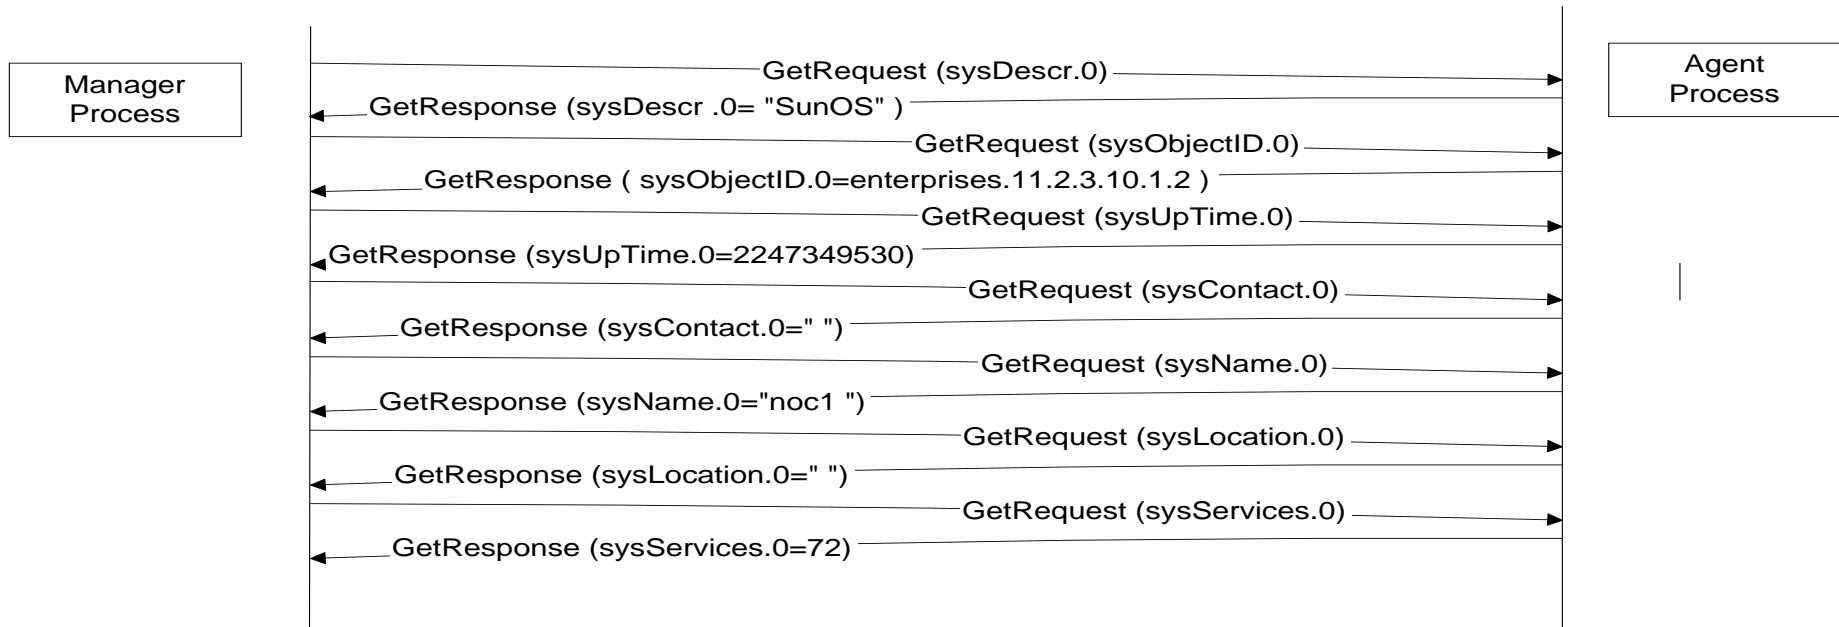 Manager
Process
Agent
Process
GetRequest (sysDescr.0)
GetResponse (sysDescr .0= "SunOS" )
GetRequest (sysObjectID.0)
GetResponse ( sysObjectID.0=enterprises.11.2.3.10.1.2 )
GetRequest (sysUpTime.0)
GetResponse (sysUpTime.0=2247349530)
GetRequest (sysContact.0)
GetResponse (sysContact.0=" ")
GetRequest (sysName.0)
GetResponse (sysName.0="noc1 ")
GetRequest (sysLocation.0)
GetResponse (sysLocation.0=" ")
GetRequest (sysServices.0)
GetResponse (sysServices.0=72)